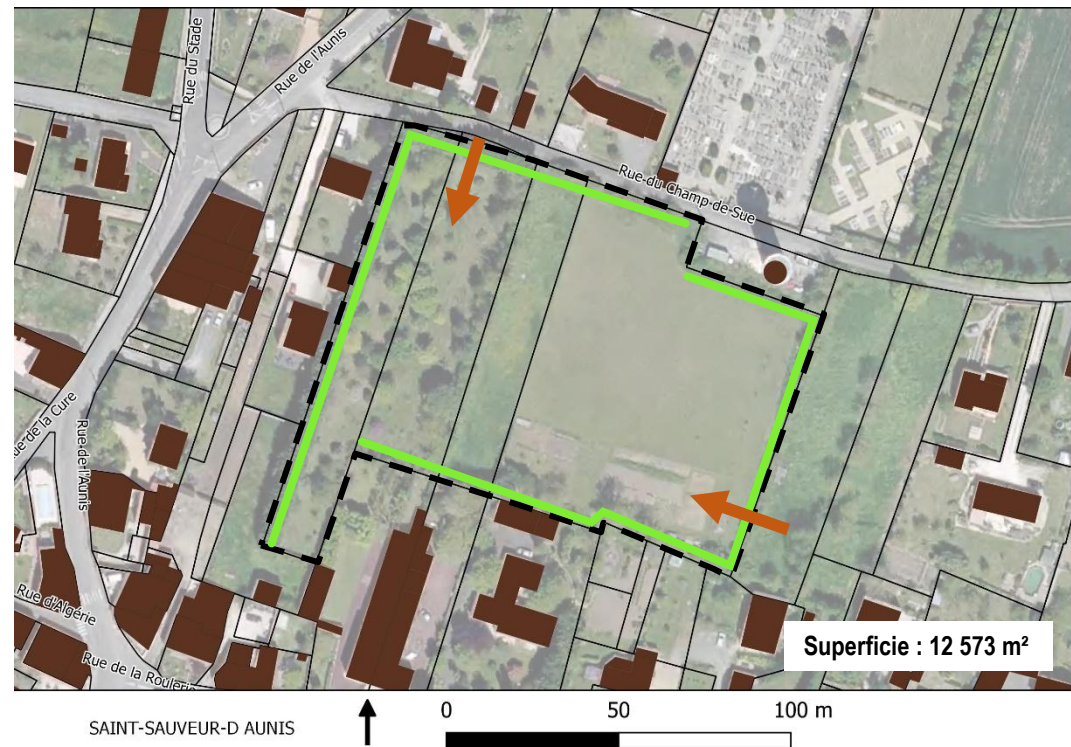 Rue du Stade
Rue de l'Aunis
Rue du Champ de Sue
Rue de la Cure
Rue de l'Aunis
Rue d'Algérie
Rue de la Roulerie
Superficie : 12 573 m²
SAINT-SAUVEUR-D AUNIS
0 50 100 m